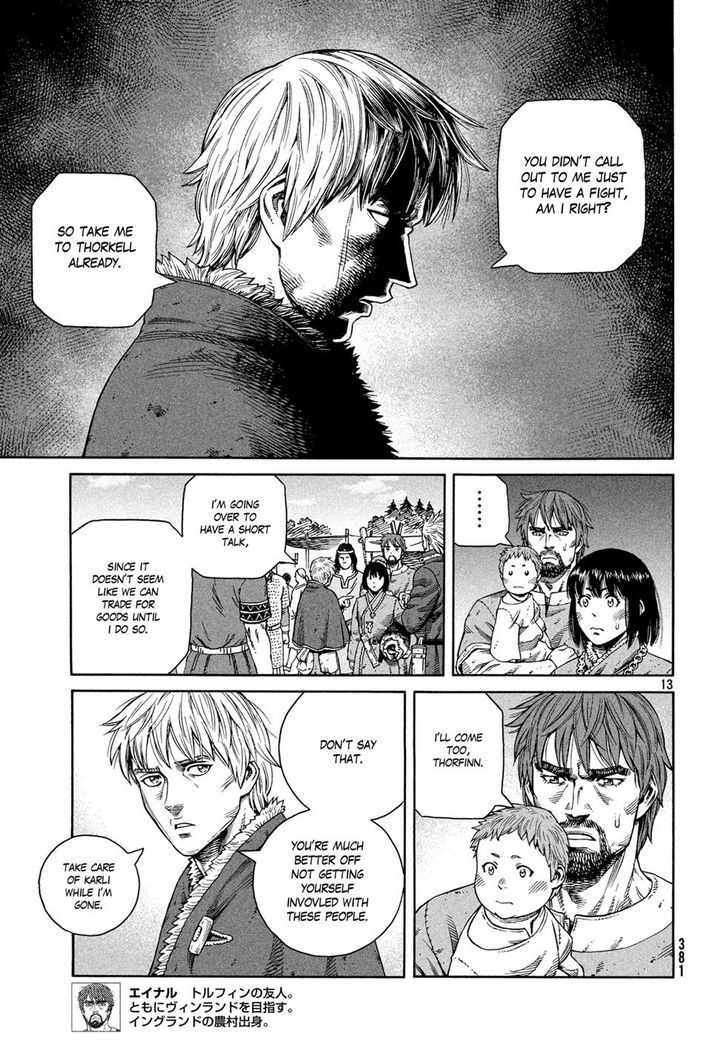 YOU DIDN'T CALL
OUT TO ME JUST
TO HAVE A FIGHT,
AM I RIGHT?
SO TAKE ME
TO THORKELL
ALREADY.
......
I'M GOING
OVER TO
HAVE A SHORT
TALK,
SINCE IT
DOESN'T SEEM
LIKE WE CAN
TRADE FOR
GOODS UNTIL
I DO SO.
13
I'LL COME
TOO,
THORFINN.
DON'T SAY
THAT.
YOU'RE MUCH
BETTER OFF
NOT GETTING
YOURSELF
INVOVLED WITH
THESE PEOPLE.
TAKE CARE
OF KARLI
WHILE I'M
GONE.
381
エイナル トルフィンの友人。
ともにヴィンランドを目指す。
イングランドの農村出身。